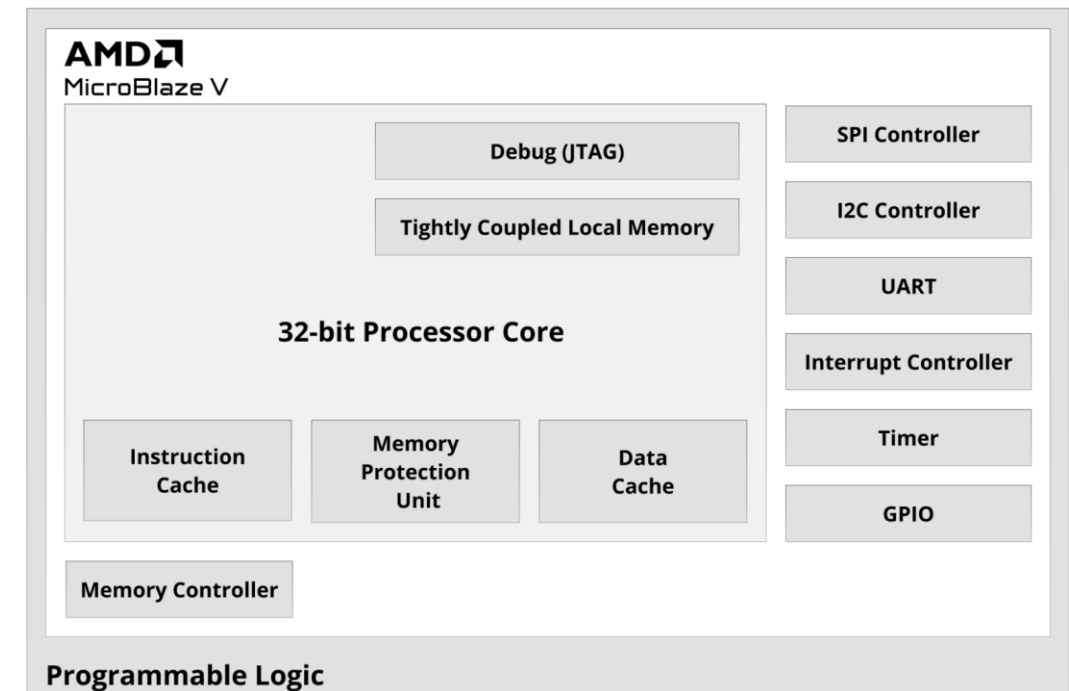 AMD
MicroBlaze V
Debug (JTAG)
Tightly Coupled Local Memory
32-bit Processor Core
Instruction
Cache
Memory
Protection
Unit
Data
Cache
SPI Controller
I2C Controller
UART
Interrupt Controller
Timer
GPIO
Memory Controller
Programmable Logic